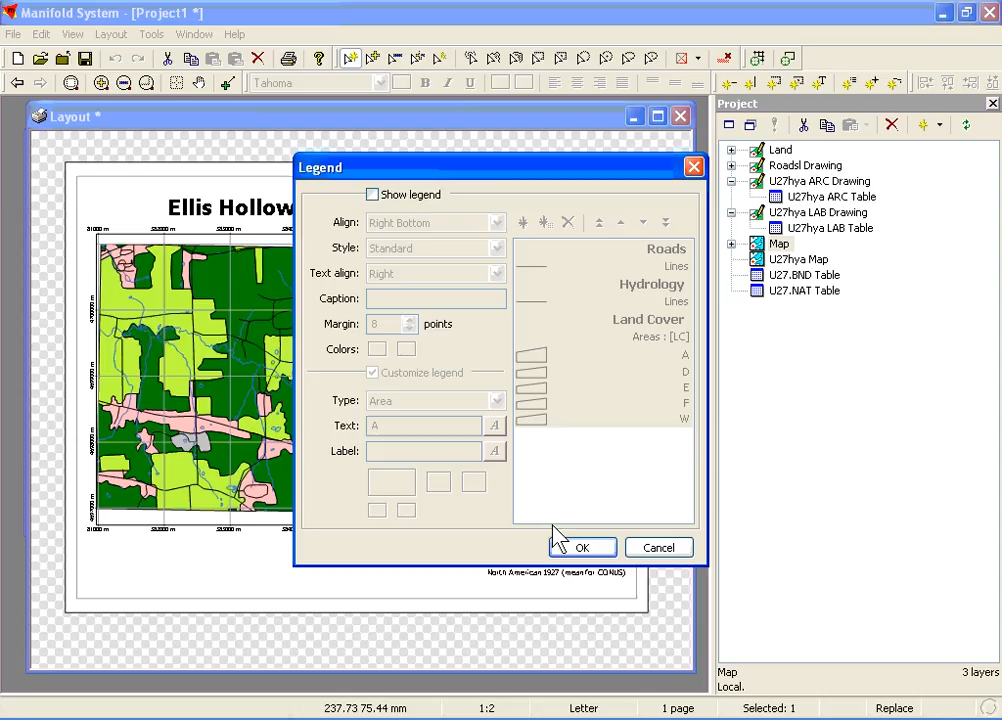 Manifold System - [Project1 *]
File Edit View Layout Tools Window Help
Tahoma B I U
Layout *
Ellis Hollow
Legend
Show legend
Align: Right Bottom
Style: Standard
Text align: Right
Caption:
Margin: 8 points
Colors:
Customize legend
Type: Area
Text: A A
Label: A
Roads
Lines
Hydrology
Lines
Land Cover
Areas : [LC]
A
D
E
F
W
OK Cancel
North American 1927 (mean for CONUS)
Project
Land
Roadsl Drawing
U27hya ARC Drawing
U27hya ARC Table
U27hya LAB Drawing
U27hya LAB Table
Map
U27hya Map
U27.BND Table
U27.NAT Table
Map 3 layers
Local.
237.73 75.44 mm 1:2 Letter 1 page Selected: 1 Replace